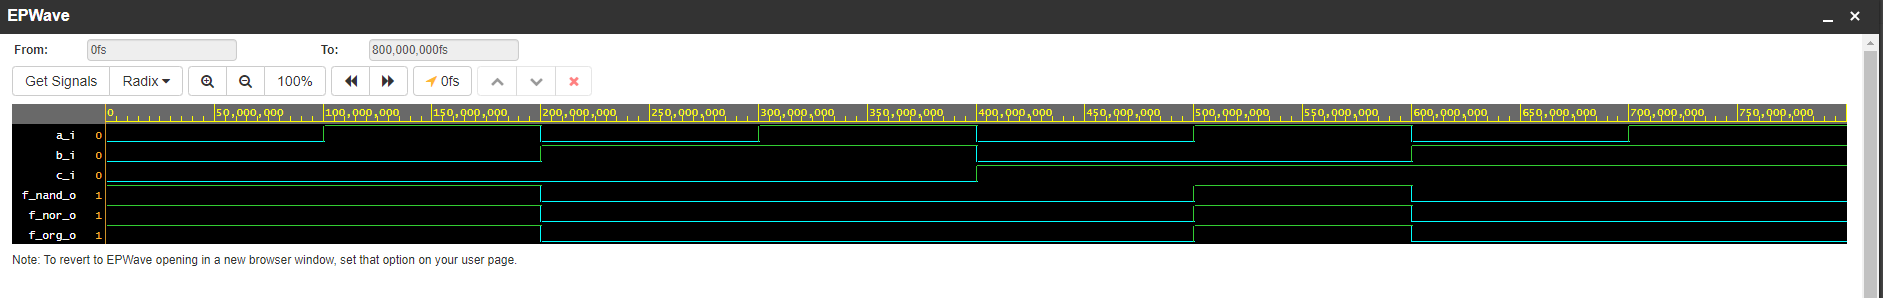 EPWave
From: 0fs To: 800,000,000fs
Get Signals Radix 100% 0fs
0 50,000,000 100,000,000 150,000,000 200,000,000 250,000,000 300,000,000 350,000,000 400,000,000 450,000,000 500,000,000 550,000,000 600,000,000 650,000,000 700,000,000 750,000,000
a_i 0
b_i 0
c_i 0
f_nand_o 1
f_nor_o 1
f_org_o 1
Note: To revert to EPWave opening in a new browser window, set that option on your user page.